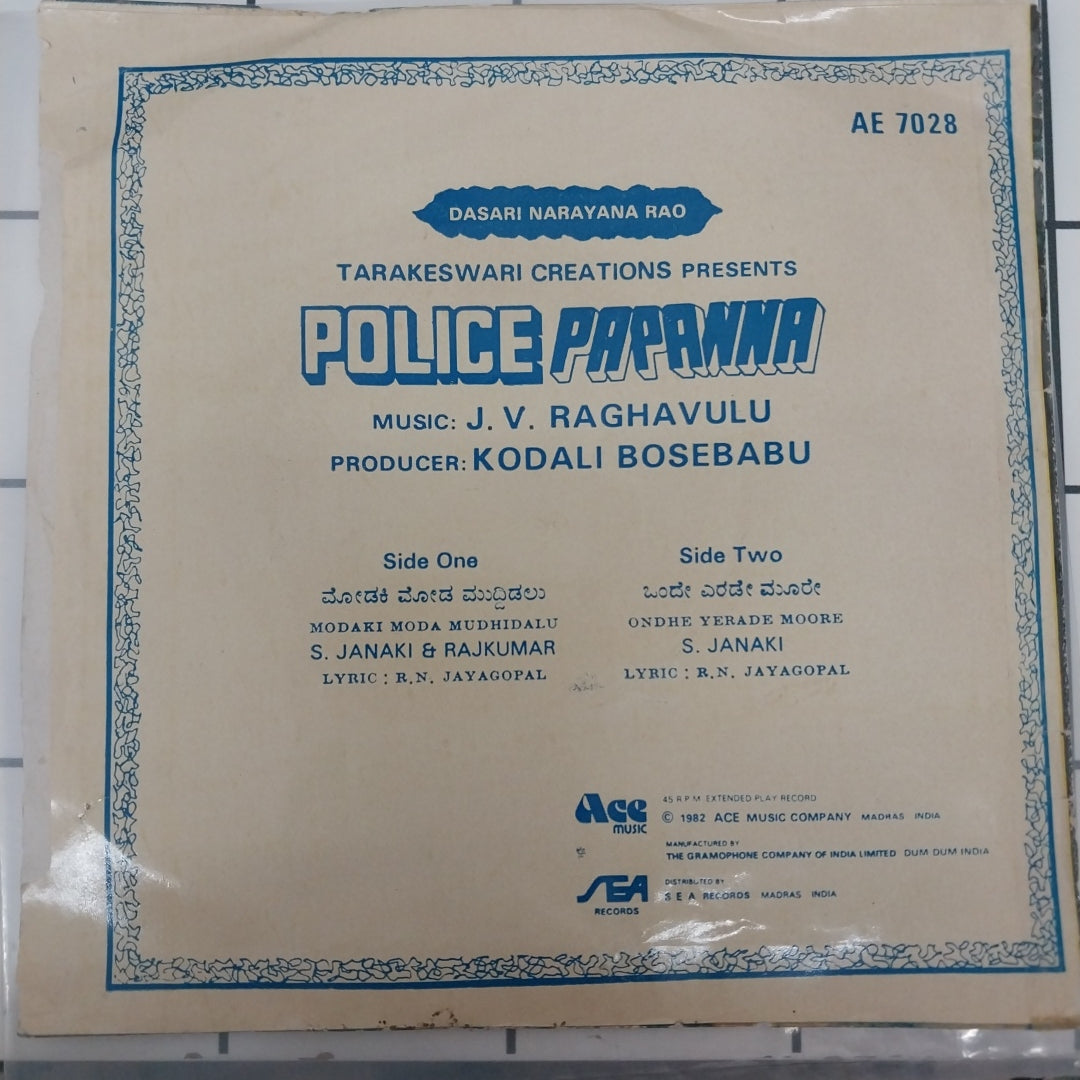 AE 7028
DASARI NARAYANA RAO
TARAKESWARI CREATIONS PRESENTS
POLICE PAPANNA
MUSIC: J. V. RAGHAVULU
PRODUCER: KODALI BOSEBABU
Side One
ಮೋಡಕಿ ಮೋಡ ಮುದ್ದಿಡಲು
MODAKI MODA MUDHIDALU
S. JANAKI & RAJKUMAR
LYRIC : R.N. JAYAGOPAL
Side Two
ಒಂದೇ ಎರಡೇ ಮೂರೇ
ONDHE YERADE MOORE
S. JANAKI
LYRIC : R.N. JAYAGOPAL
Ace MUSIC
45 R.P.M. EXTENDED PLAY RECORD
© 1982 ACE MUSIC COMPANY MADRAS INDIA
MANUFACTURED BY
THE GRAMOPHONE COMPANY OF INDIA LIMITED DUM DUM INDIA
SEA RECORDS
DISTRIBUTED BY
S E A RECORDS MADRAS INDIA